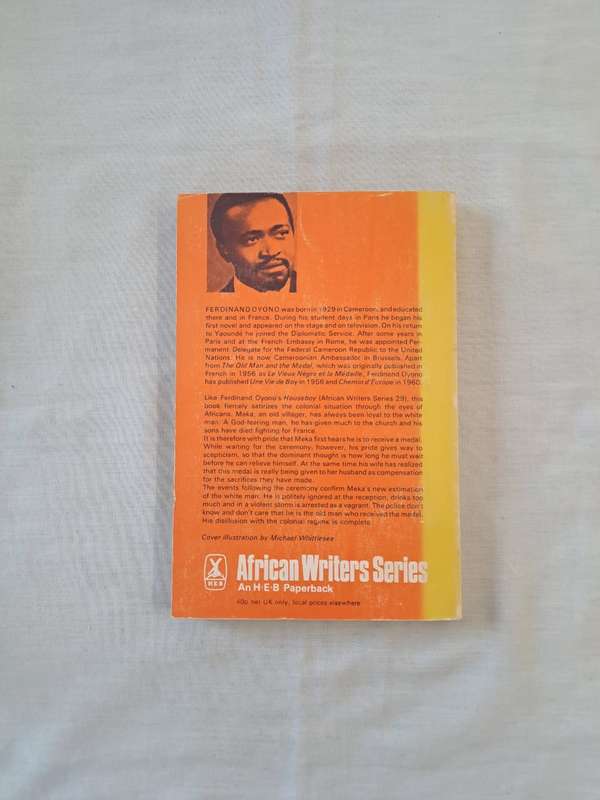 FERDINAND OYONO was born in 1929 in Cameroon, and educated
there and in France. During his student days in Paris he began his
first novel and appeared on the stage and on television. On his return
to Yaoundé he joined the Diplomatic Service. After some years in
Paris and at the French Embassy in Rome, he was appointed Per-
manent Delegate for the Federal Cameroon Republic to the United
Nations. He is now Cameroonian Ambassador in Brussels. Apart
from The Old Man and the Medal, which was originally published in
French in 1956 as Le Vieux Nègre et la Médaille, Ferdinand Oyono
has published Une Vie de Boy in 1956 and Chemin d'Europe in 1960.
Like Ferdinand Oyono's Houseboy (African Writers Series 29), this
book fiercely satirizes the colonial situation through the eyes of
Africans. Meka, an old villager, has always been loyal to the white
man. A God-fearing man, he has given much to the church and his
sons have died fighting for France.
It is therefore with pride that Meka first hears he is to receive a medal.
While waiting for the ceremony, however, his pride gives way to
scepticism, so that the dominant thought is how long he must wait
before he can relieve himself. At the same time his wife has realized
that this medal is really being given to her husband as compensation
for the sacrifices they have made.
The events following the ceremony confirm Meka's new estimation
of the white man. He is politely ignored at the reception, drinks too
much and in a violent storm is arrested as a vagrant. The police don't
know and don't care that he is the old man who received the medal.
His disillusion with the colonial regime is complete.
Cover illustration by Michael Whittlesea
H·E·B
African Writers Series
An H·E·B Paperback
40p net UK only, local prices elsewhere